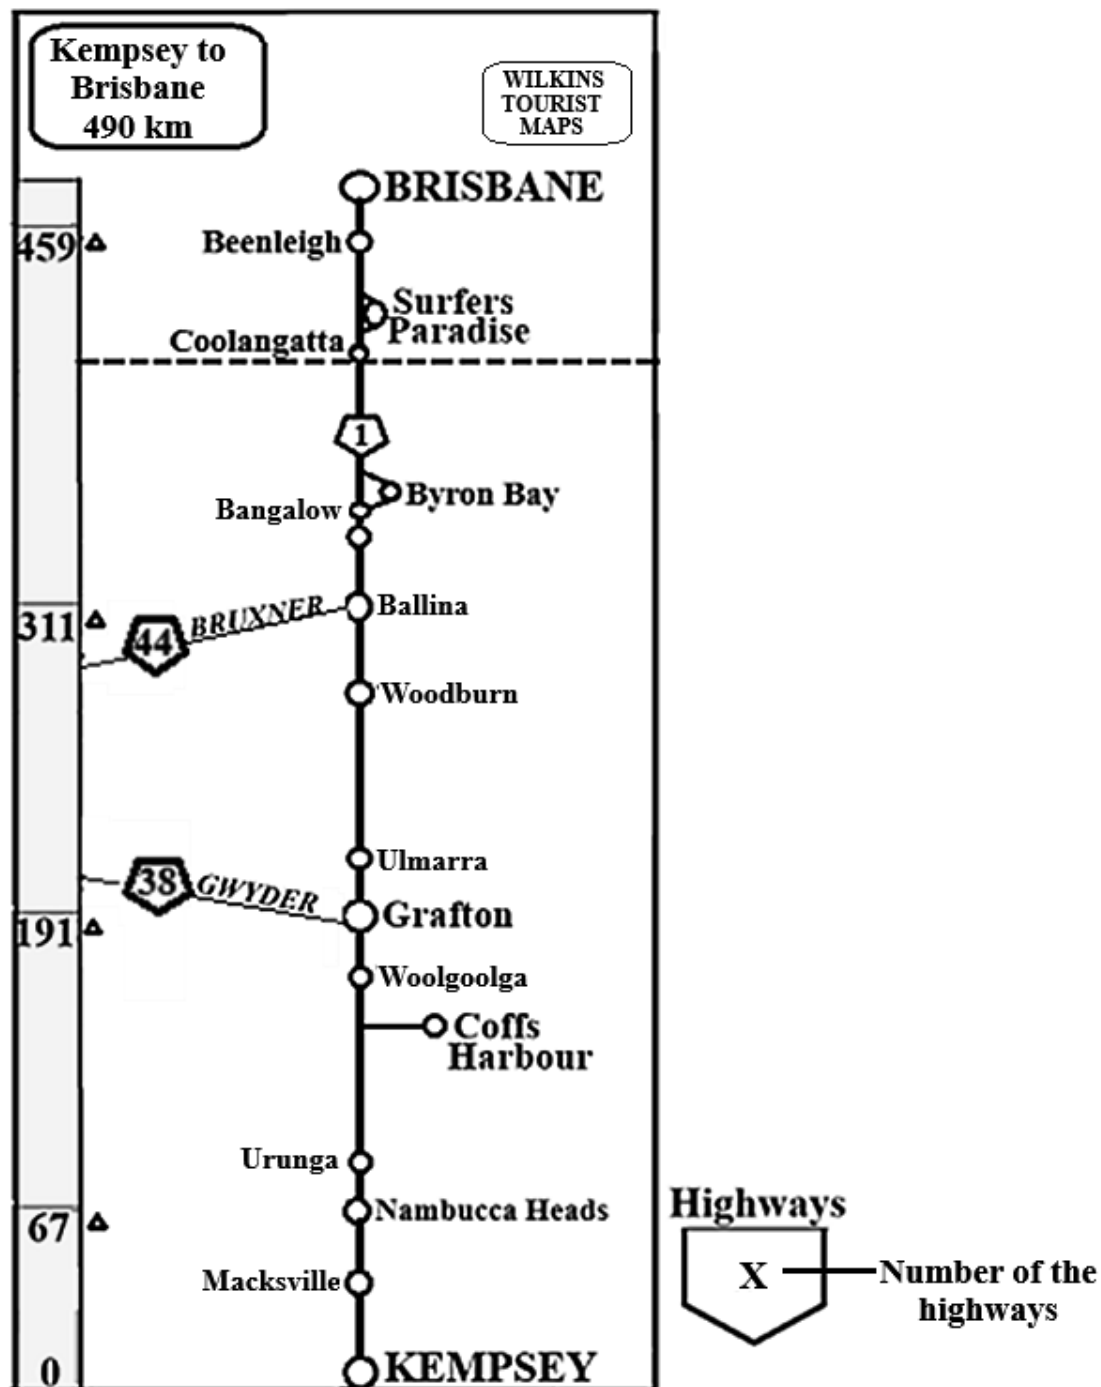 Kempsey to
Brisbane
490 km
WILKINS
TOURIST
MAPS
BRISBANE
459
Beenleigh
Surfers
Paradise
Coolangatta
1
Byron Bay
Bangalow
311
44
BRUXNER
Ballina
Woodburn
Ulmarra
38
GWYDER
Grafton
191
Woolgoolga
Coffs
Harbour
Urunga
Nambucca Heads
67
Macksville
0
KEMPSEY
Highways
X
Number of the
highways